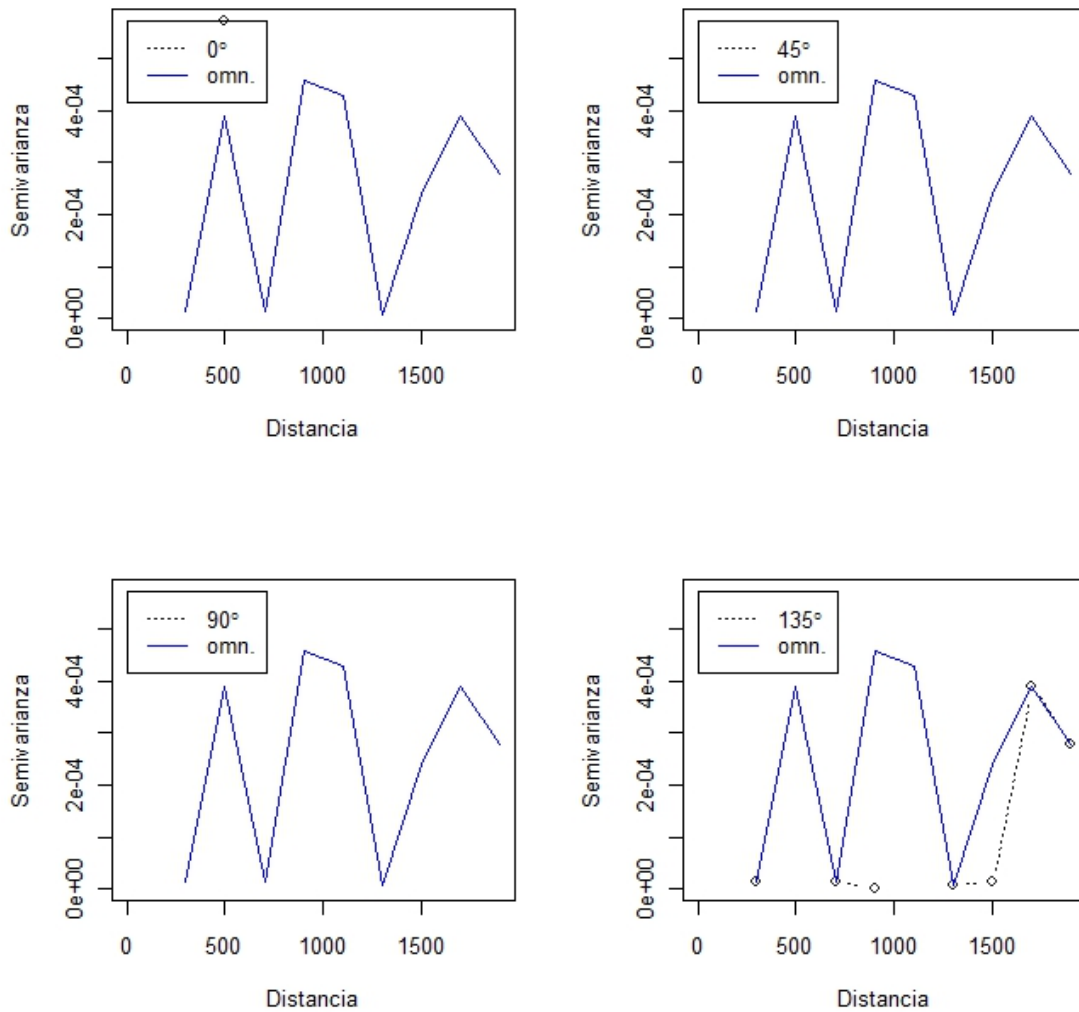 0°
omn.
Semivarianza
0e+00
2e-04
4e-04
0
500
1000
1500
Distancia
45°
omn.
Semivarianza
0e+00
2e-04
4e-04
0
500
1000
1500
Distancia
90°
omn.
Semivarianza
0e+00
2e-04
4e-04
0
500
1000
1500
Distancia
135°
omn.
Semivarianza
0e+00
2e-04
4e-04
0
500
1000
1500
Distancia